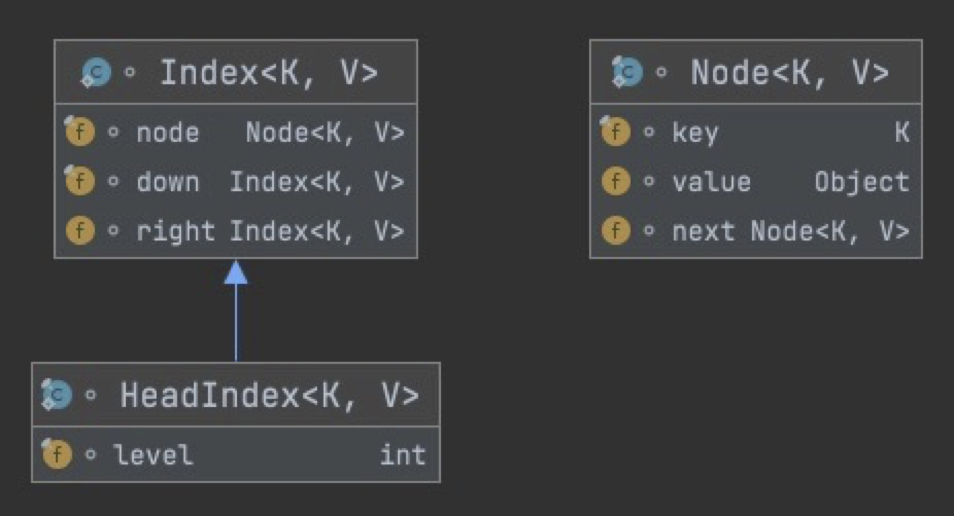 Index<K, V>
node Node<K, V>
down Index<K, V>
right Index<K, V>
Node<K, V>
key K
value Object
next Node<K, V>
HeadIndex<K, V>
level int